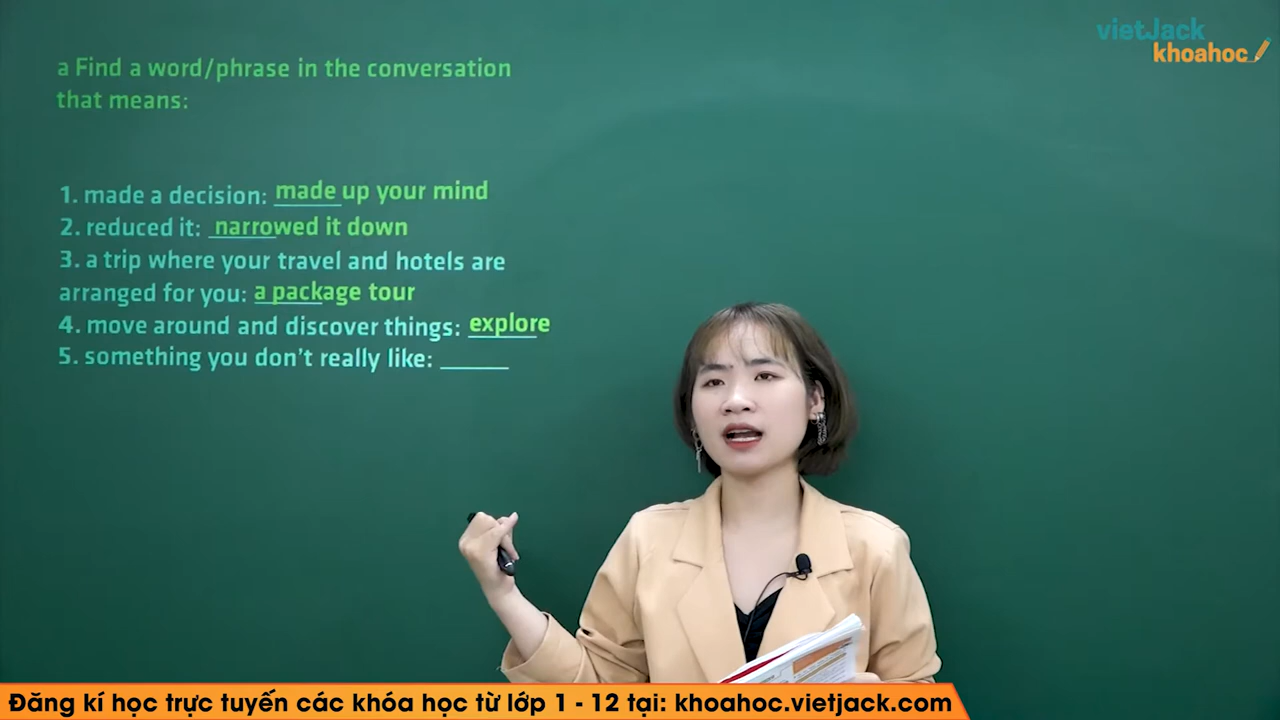 vietJack
khoahoc
a Find a word/phrase in the conversation
that means:
1. made a decision: made up your mind
2. reduced it: narrowed it down
3. a trip where your travel and hotels are
arranged for you: a package tour
4. move around and discover things: explore
5. something you don't really like: ______
Đăng kí học trực tuyến các khóa học từ lớp 1 - 12 tại: khoahoc.vietjack.com